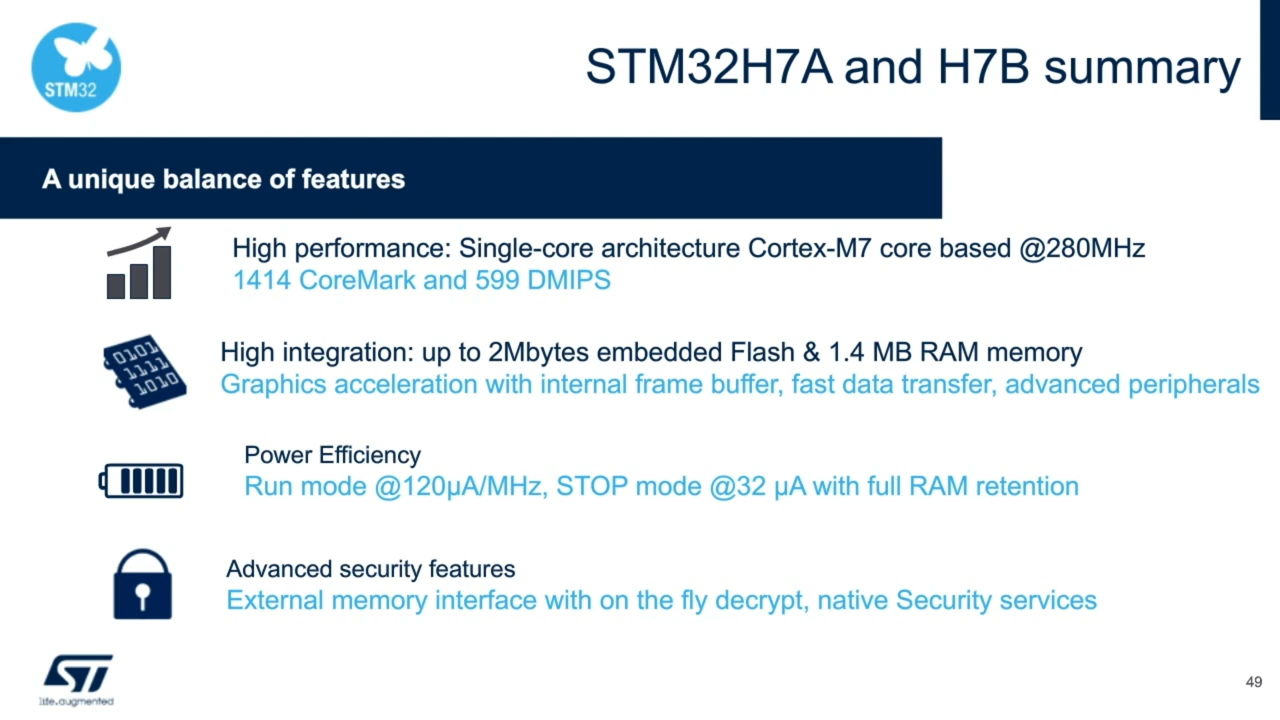 STM32
STM32H7A and H7B summary
A unique balance of features
High performance: Single-core architecture Cortex-M7 core based @280MHz
1414 CoreMark and 599 DMIPS
0101
1111
1010
High integration: up to 2Mbytes embedded Flash & 1.4 MB RAM memory
Graphics acceleration with internal frame buffer, fast data transfer, advanced peripherals
Power Efficiency
Run mode @120µA/MHz, STOP mode @32 µA with full RAM retention
Advanced security features
External memory interface with on the fly decrypt, native Security services
ST
life.augmented
49